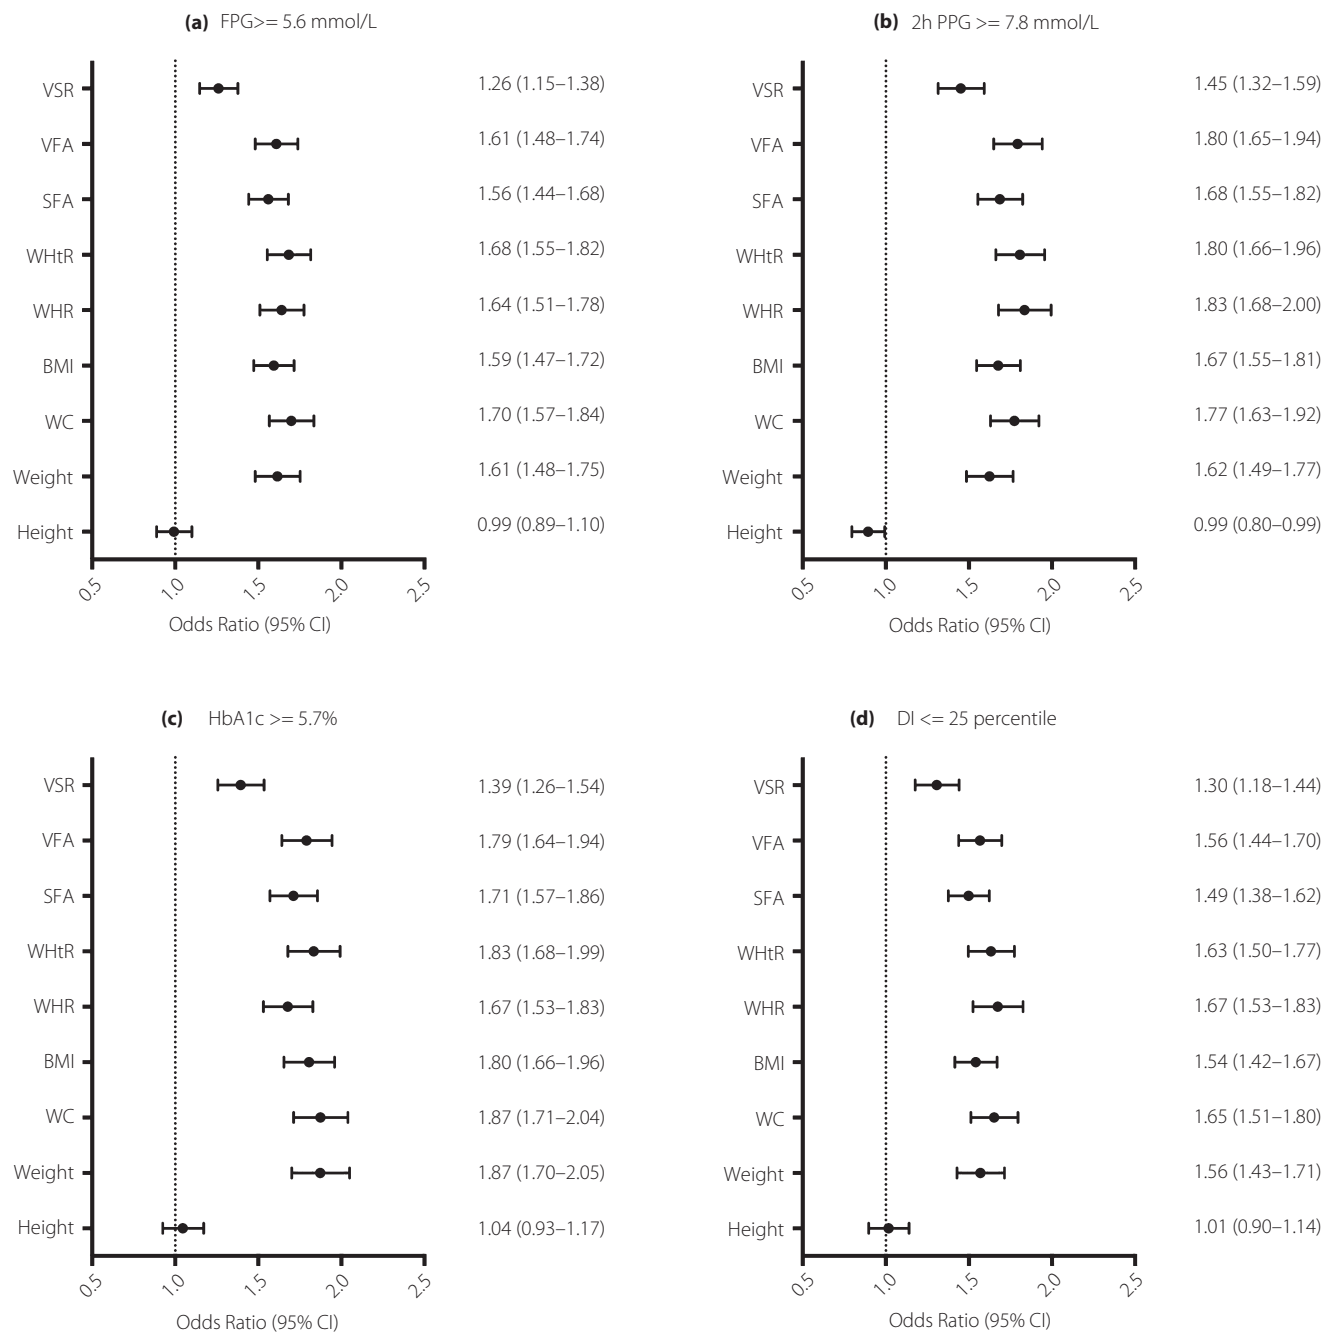 (a) FPG>= 5.6 mmol/L
VSR 1.26 (1.15–1.38)
VFA 1.61 (1.48–1.74)
SFA 1.56 (1.44–1.68)
WHtR 1.68 (1.55–1.82)
WHR 1.64 (1.51–1.78)
BMI 1.59 (1.47–1.72)
WC 1.70 (1.57–1.84)
Weight 1.61 (1.48–1.75)
Height 0.99 (0.89–1.10)
0.5 1.0 1.5 2.0 2.5
Odds Ratio (95% CI)
(b) 2h PPG >= 7.8 mmol/L
VSR 1.45 (1.32–1.59)
VFA 1.80 (1.65–1.94)
SFA 1.68 (1.55–1.82)
WHtR 1.80 (1.66–1.96)
WHR 1.83 (1.68–2.00)
BMI 1.67 (1.55–1.81)
WC 1.77 (1.63–1.92)
Weight 1.62 (1.49–1.77)
Height 0.99 (0.80–0.99)
0.5 1.0 1.5 2.0 2.5
Odds Ratio (95% CI)
(c) HbA1c >= 5.7%
VSR 1.39 (1.26–1.54)
VFA 1.79 (1.64–1.94)
SFA 1.71 (1.57–1.86)
WHtR 1.83 (1.68–1.99)
WHR 1.67 (1.53–1.83)
BMI 1.80 (1.66–1.96)
WC 1.87 (1.71–2.04)
Weight 1.87 (1.70–2.05)
Height 1.04 (0.93–1.17)
0.5 1.0 1.5 2.0 2.5
Odds Ratio (95% CI)
(d) DI <= 25 percentile
VSR 1.30 (1.18–1.44)
VFA 1.56 (1.44–1.70)
SFA 1.49 (1.38–1.62)
WHtR 1.63 (1.50–1.77)
WHR 1.67 (1.53–1.83)
BMI 1.54 (1.42–1.67)
WC 1.65 (1.51–1.80)
Weight 1.56 (1.43–1.71)
Height 1.01 (0.90–1.14)
0.5 1.0 1.5 2.0 2.5
Odds Ratio (95% CI)